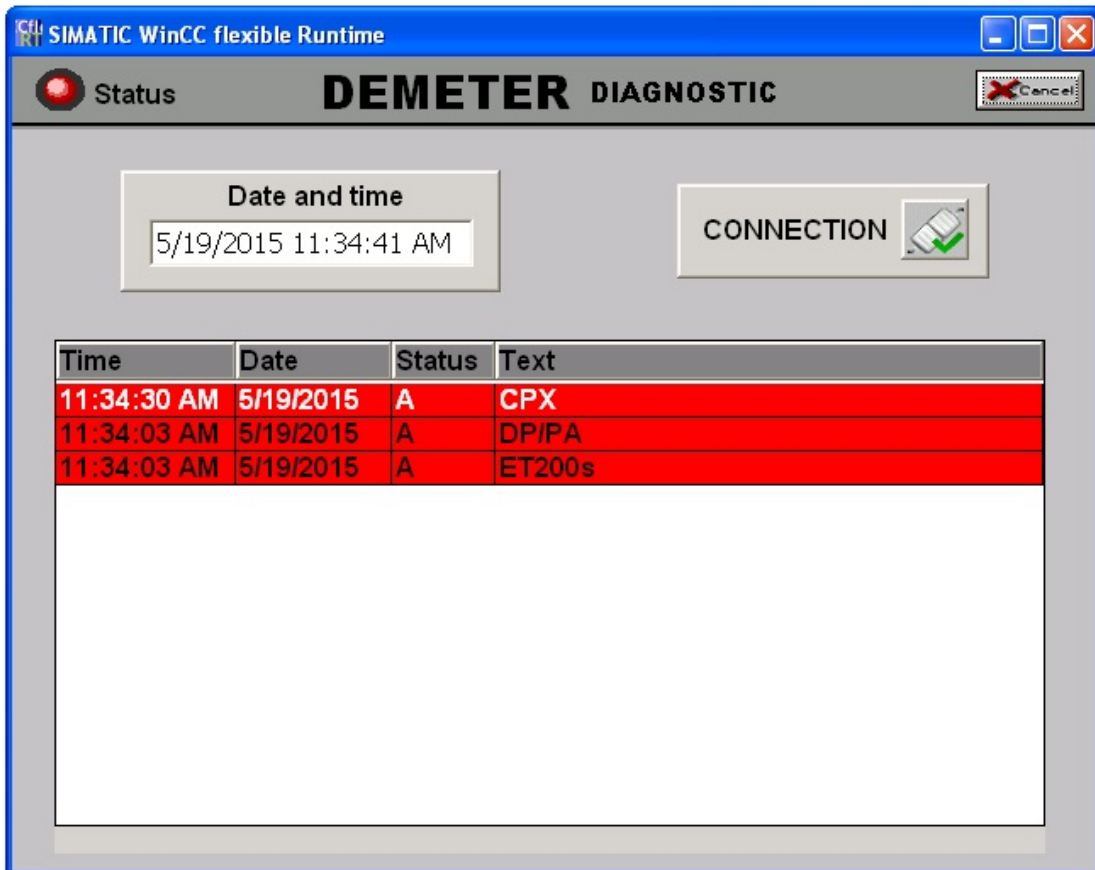 SIMATIC WinCC flexible Runtime
Status DEMETER DIAGNOSTIC Cancel
Date and time
5/19/2015 11:34:41 AM
CONNECTION
Time Date Status Text
11:34:30 AM 5/19/2015 A CPX
11:34:03 AM 5/19/2015 A DP/PA
11:34:03 AM 5/19/2015 A ET200s